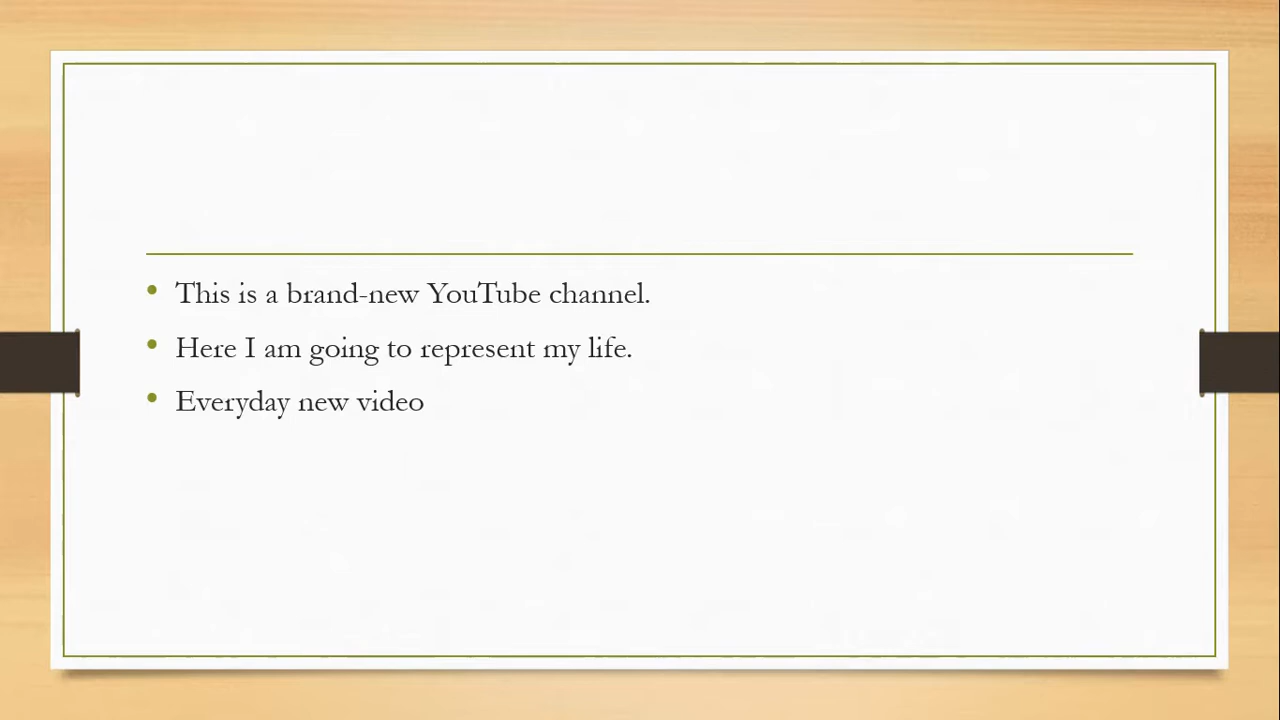 This is a brand-new YouTube channel.
Here I am going to represent my life.
Everyday new video